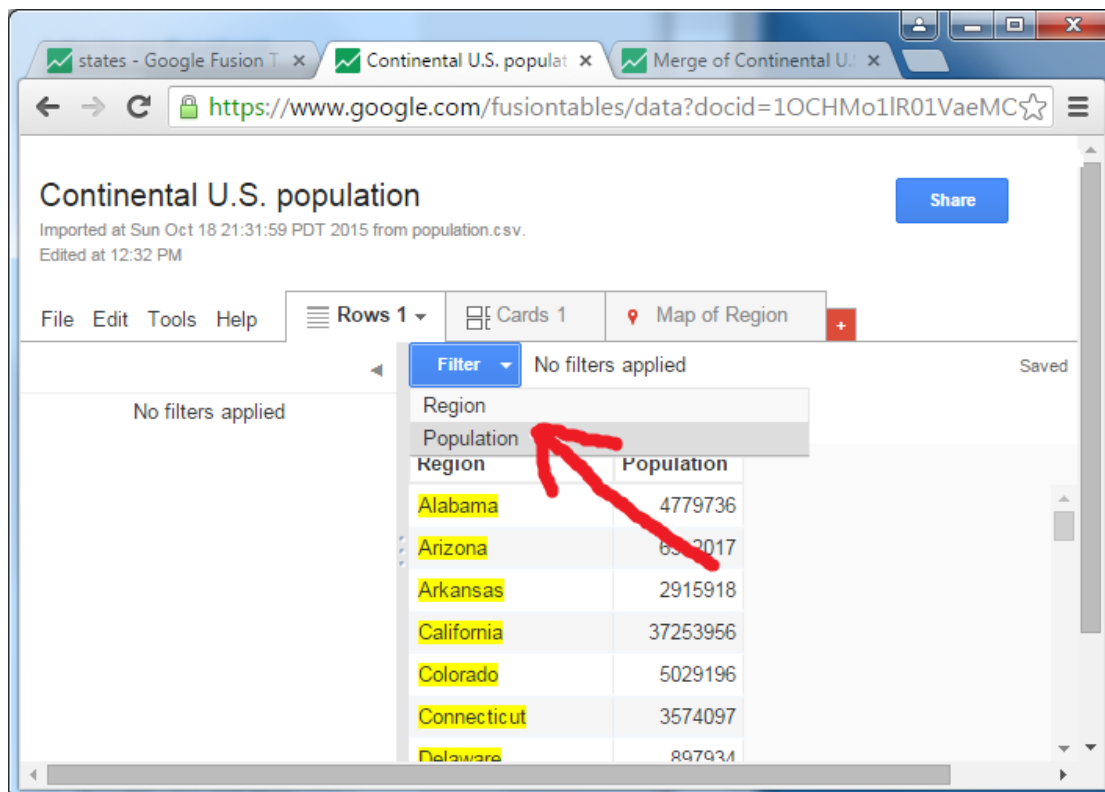 states - Google Fusion T
Continental U.S. populat
Merge of Continental U.
https://www.google.com/fusiontables/data?docid=1OCHMo1lR01VaeMC
Continental U.S. population
Share
Imported at Sun Oct 18 21:31:59 PDT 2015 from population.csv.
Edited at 12:32 PM
File Edit Tools Help Rows 1 Cards 1 Map of Region +
Filter No filters applied Saved
No filters applied
Region
Population
Region Population
Alabama 4779736
Arizona
Arkansas 2915918
California 37253956
Colorado 5029196
Connecticut 3574097
Delaware 897934